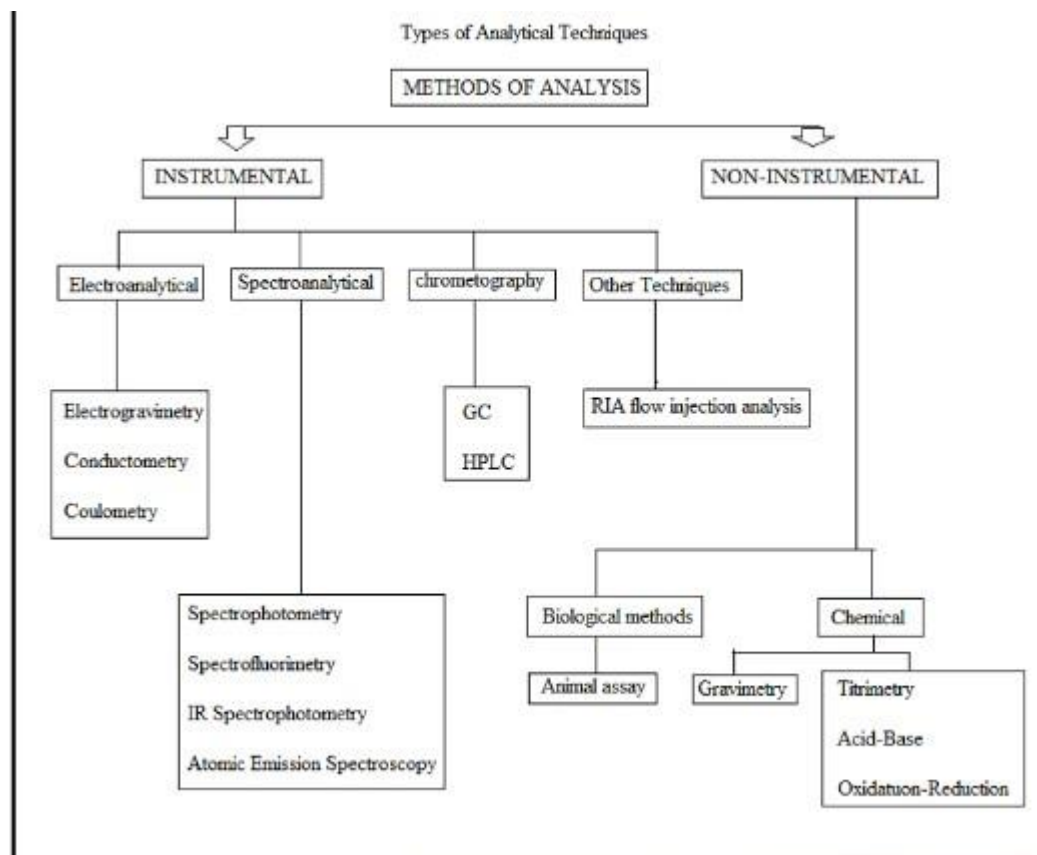 Types of Analytical Techniques
METHODS OF ANALYSIS
INSTRUMENTAL
NON-INSTRUMENTAL
Electroanalytical
Spectroanalytical
chrometography
Other Techniques
Electrogravimetry
Conductometry
Coulometry
GC
HPLC
RIA flow injection analysis
Spectrophotometry
Spectrofluorimetry
IR Spectrophotometry
Atomic Emission Spectroscopy
Biological methods
Chemical
Animal assay
Gravimetry
Titrimetry
Acid-Base
Oxidatuon-Reduction